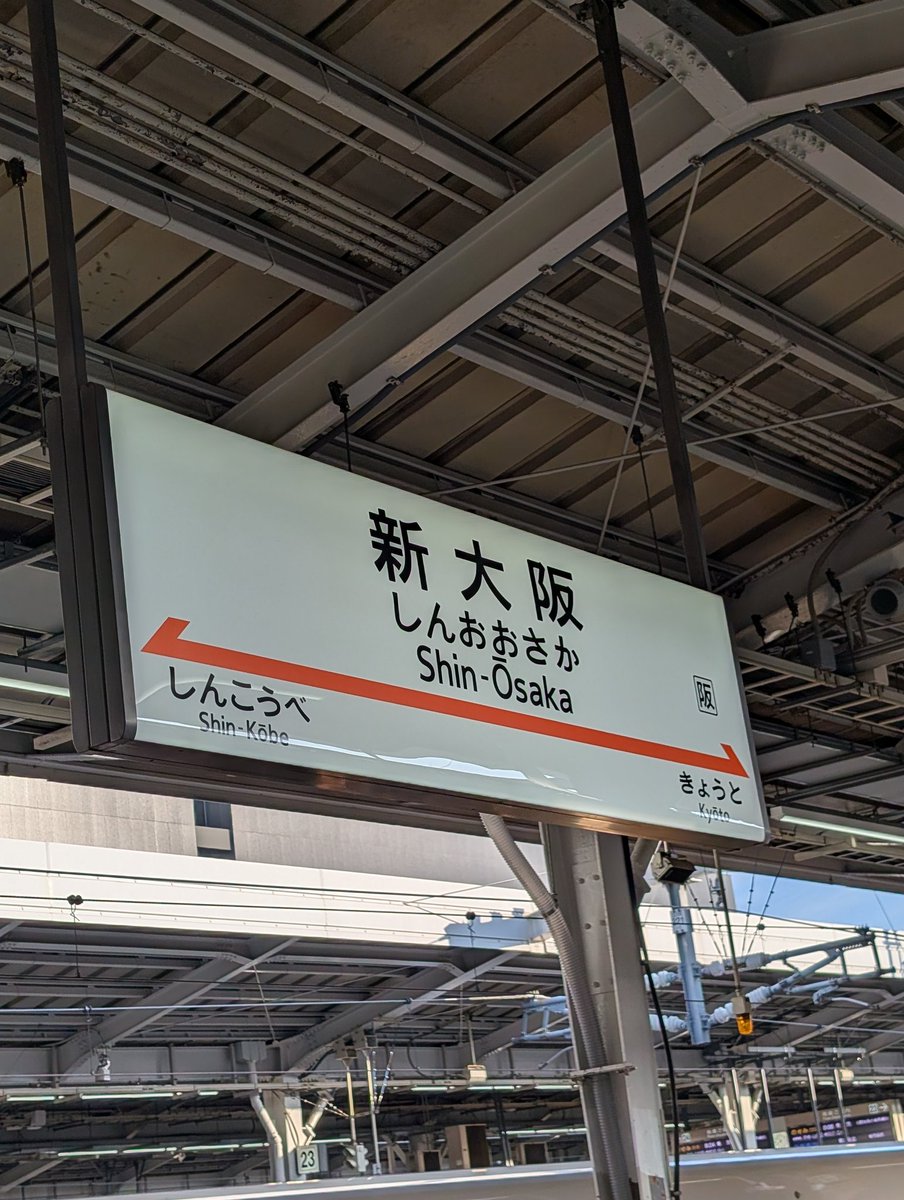 新大阪
しんおおさか
Shin-Ōsaka
阪
しんこうべ
Shin-Kōbe
きょうと
Kyōto
23